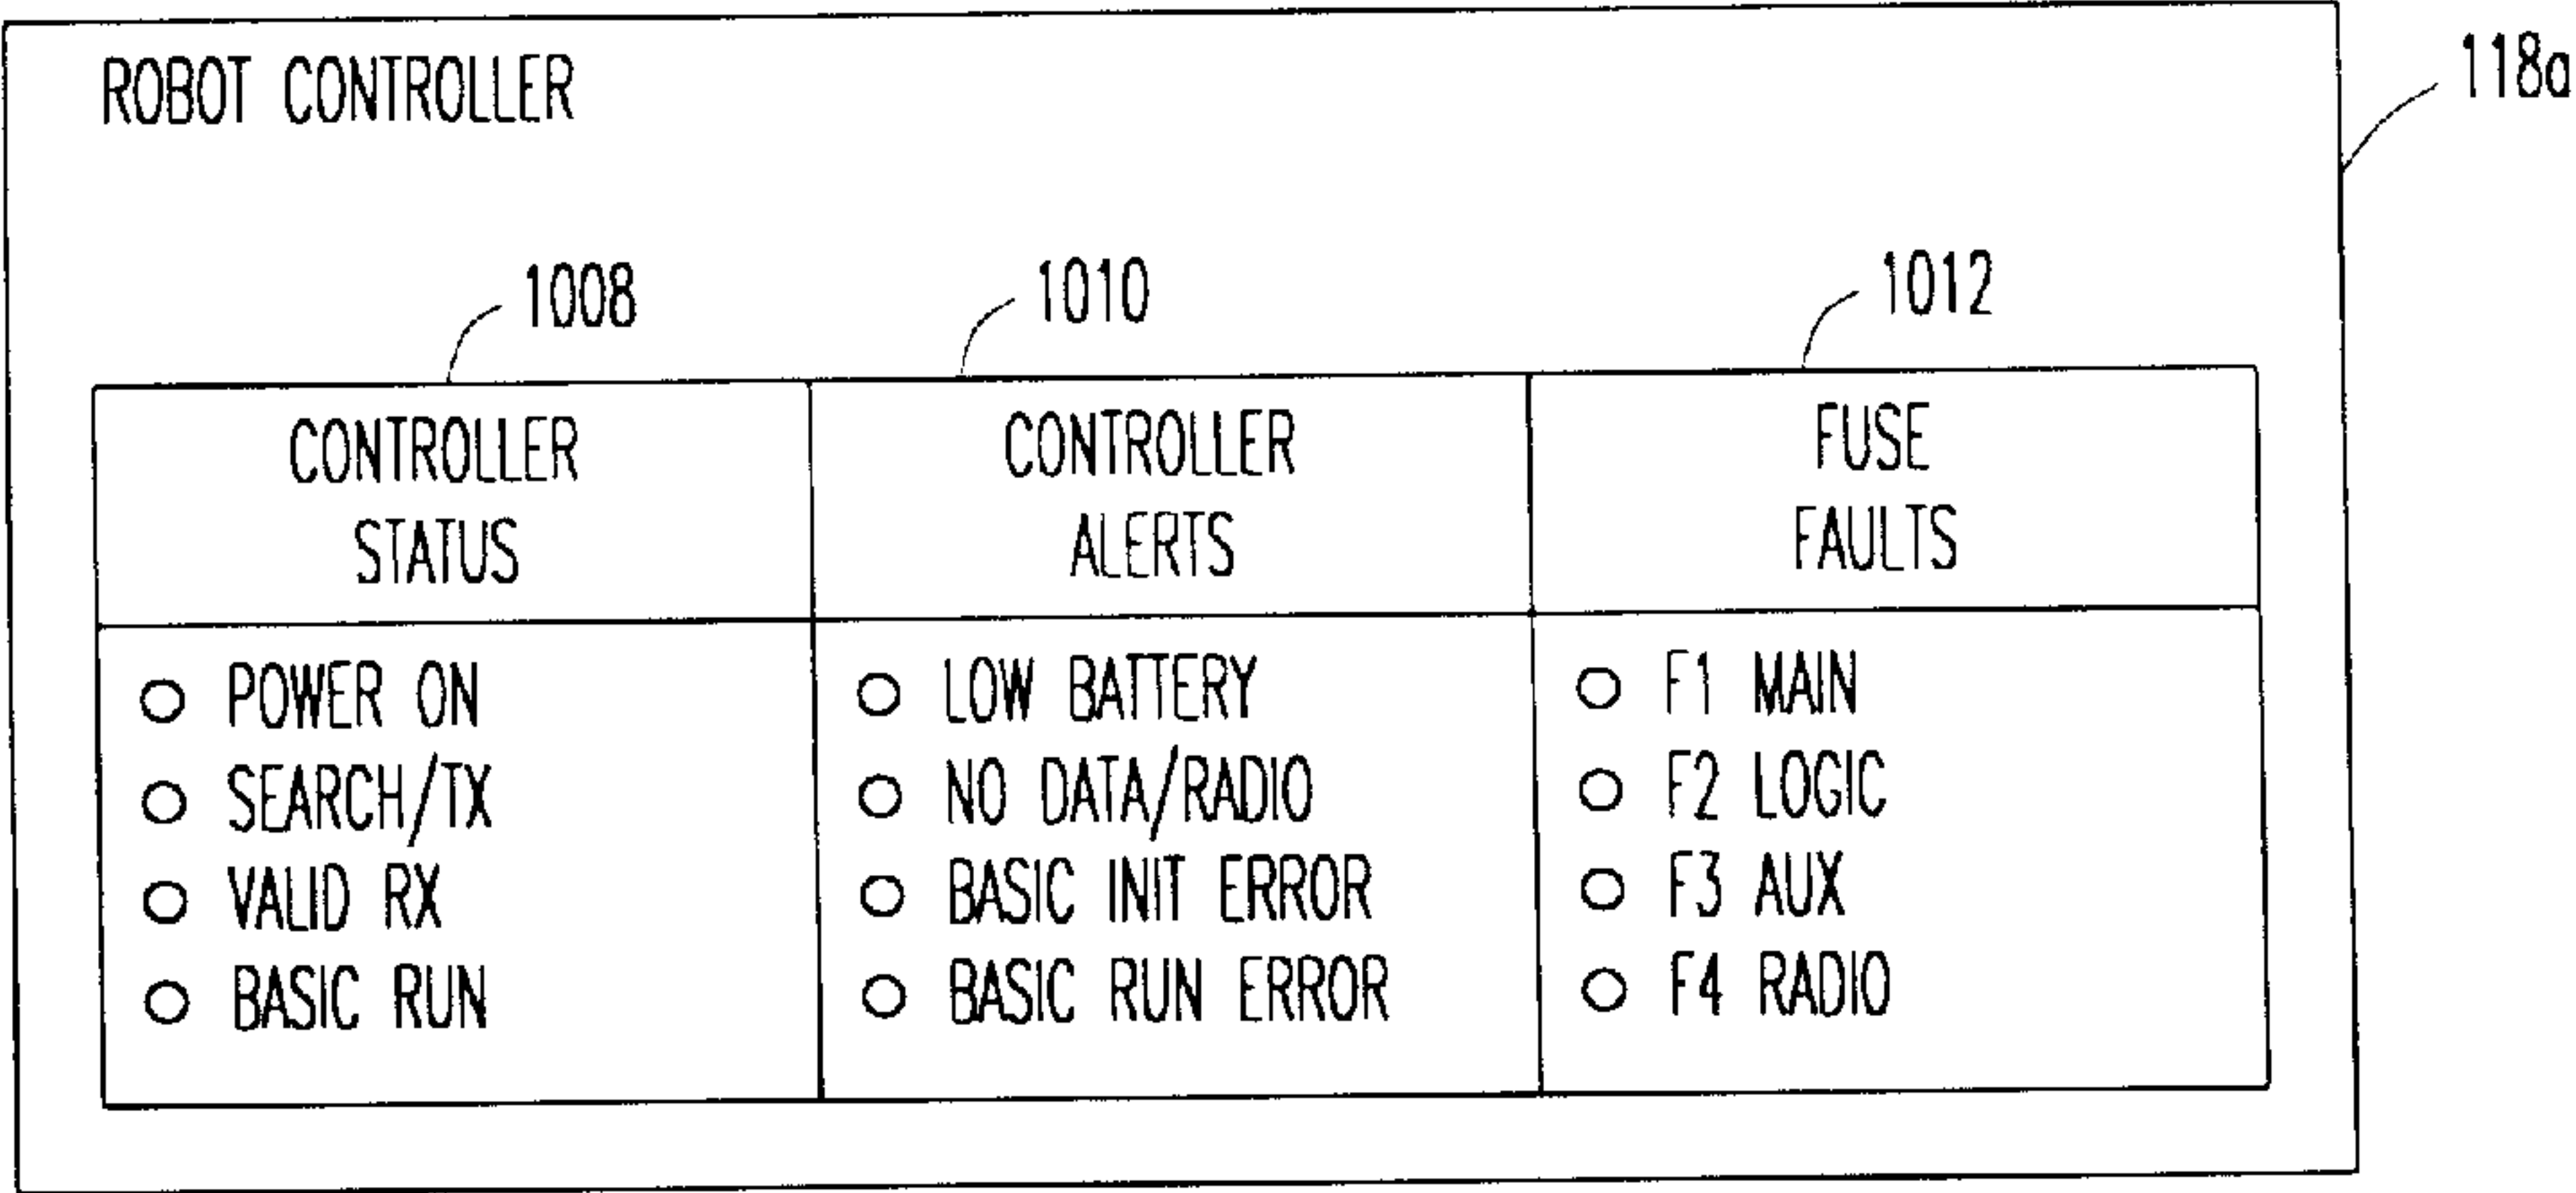 ROBOT CONTROLLER
118a
1008
1010
1012
CONTROLLER
STATUS
CONTROLLER
ALERTS
FUSE
FAULTS
POWER ON
SEARCH/TX
VALID RX
BASIC RUN
LOW BATTERY
NO DATA/RADIO
BASIC INIT ERROR
BASIC RUN ERROR
F1 MAIN
F2 LOGIC
F3 AUX
F4 RADIO